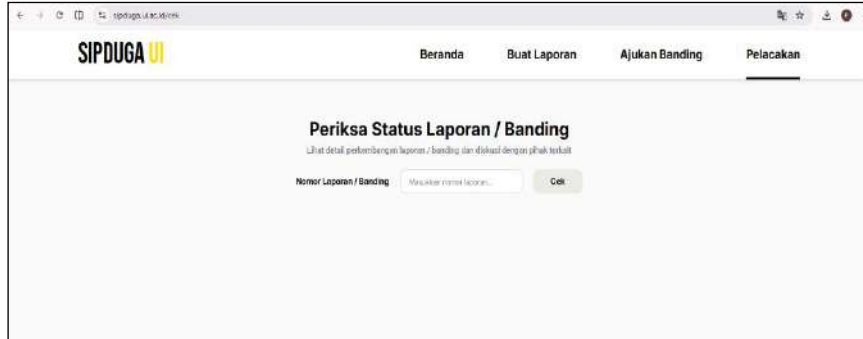 sipduga.ui.ac.id/cek
SIPDUGA UI
Beranda
Buat Laporan
Ajukan Banding
Pelacakan
Periksa Status Laporan / Banding
Lihat detail perkembangan laporan / banding dan diskusi dengan pihak terkait
Nomor Laporan / Banding
Masukkan nomor laporan...
Cek